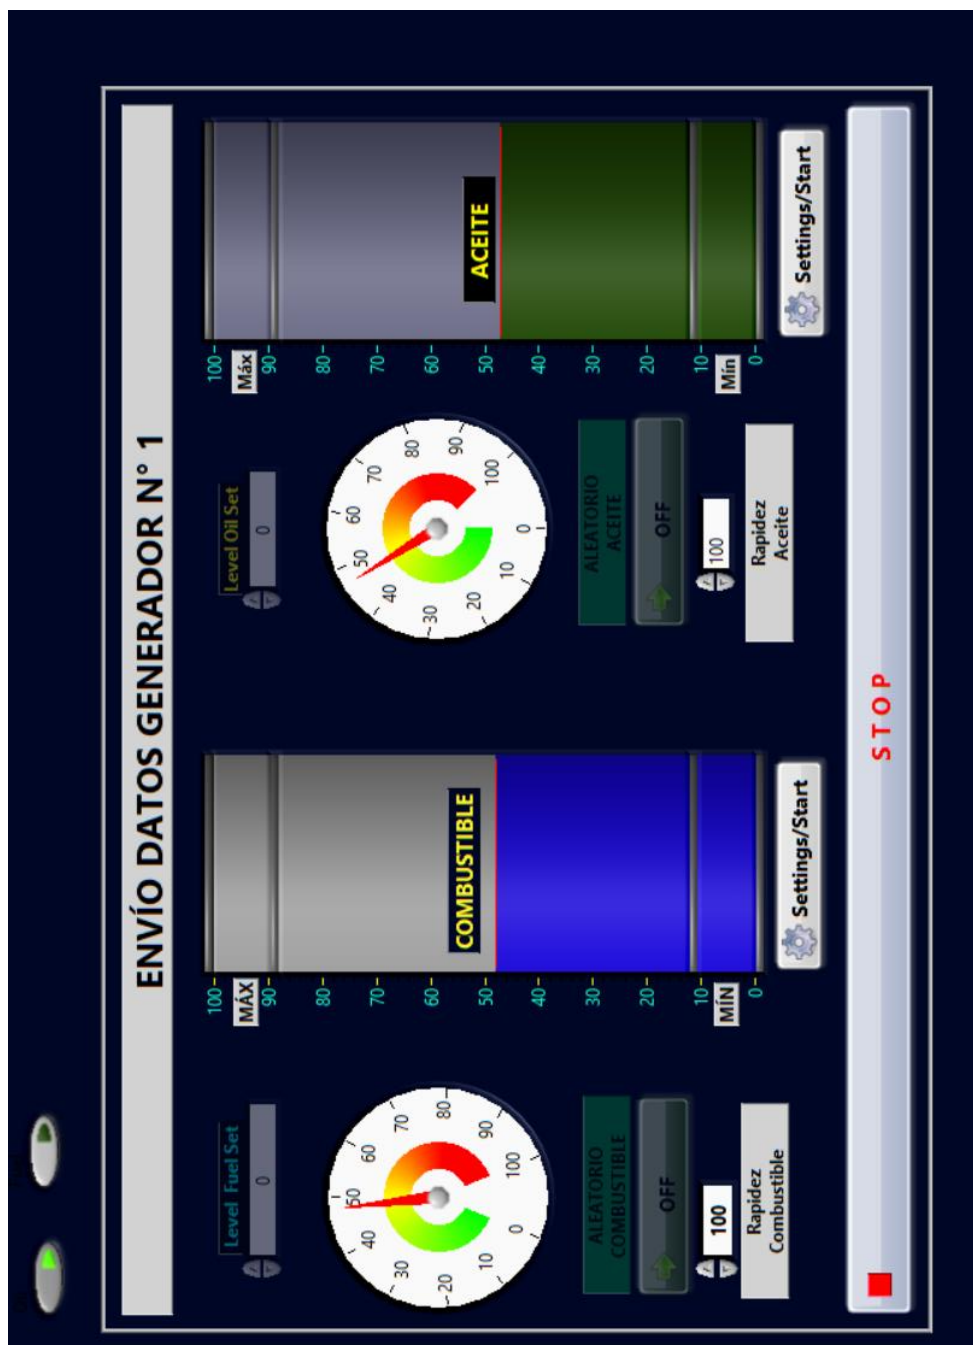 ENVÍO DATOS GENERADOR N° 1
Level Fuel Set
0
0
10
20
30
40
50
60
70
80
90
100
ALEATORIO
COMBUSTIBLE
OFF
100
Rapidez
Combustible
100
MÁX
90
80
70
60
50
40
30
20
10
MÍN
0
COMBUSTIBLE
Settings/Start
Level Oil Set
0
0
10
20
30
40
50
60
70
80
90
100
ALEATORIO
ACEITE
OFF
100
Rapidez
Aceite
100
Máx
90
80
70
60
50
40
30
20
10
Mín
0
ACEITE
Settings/Start
STOP